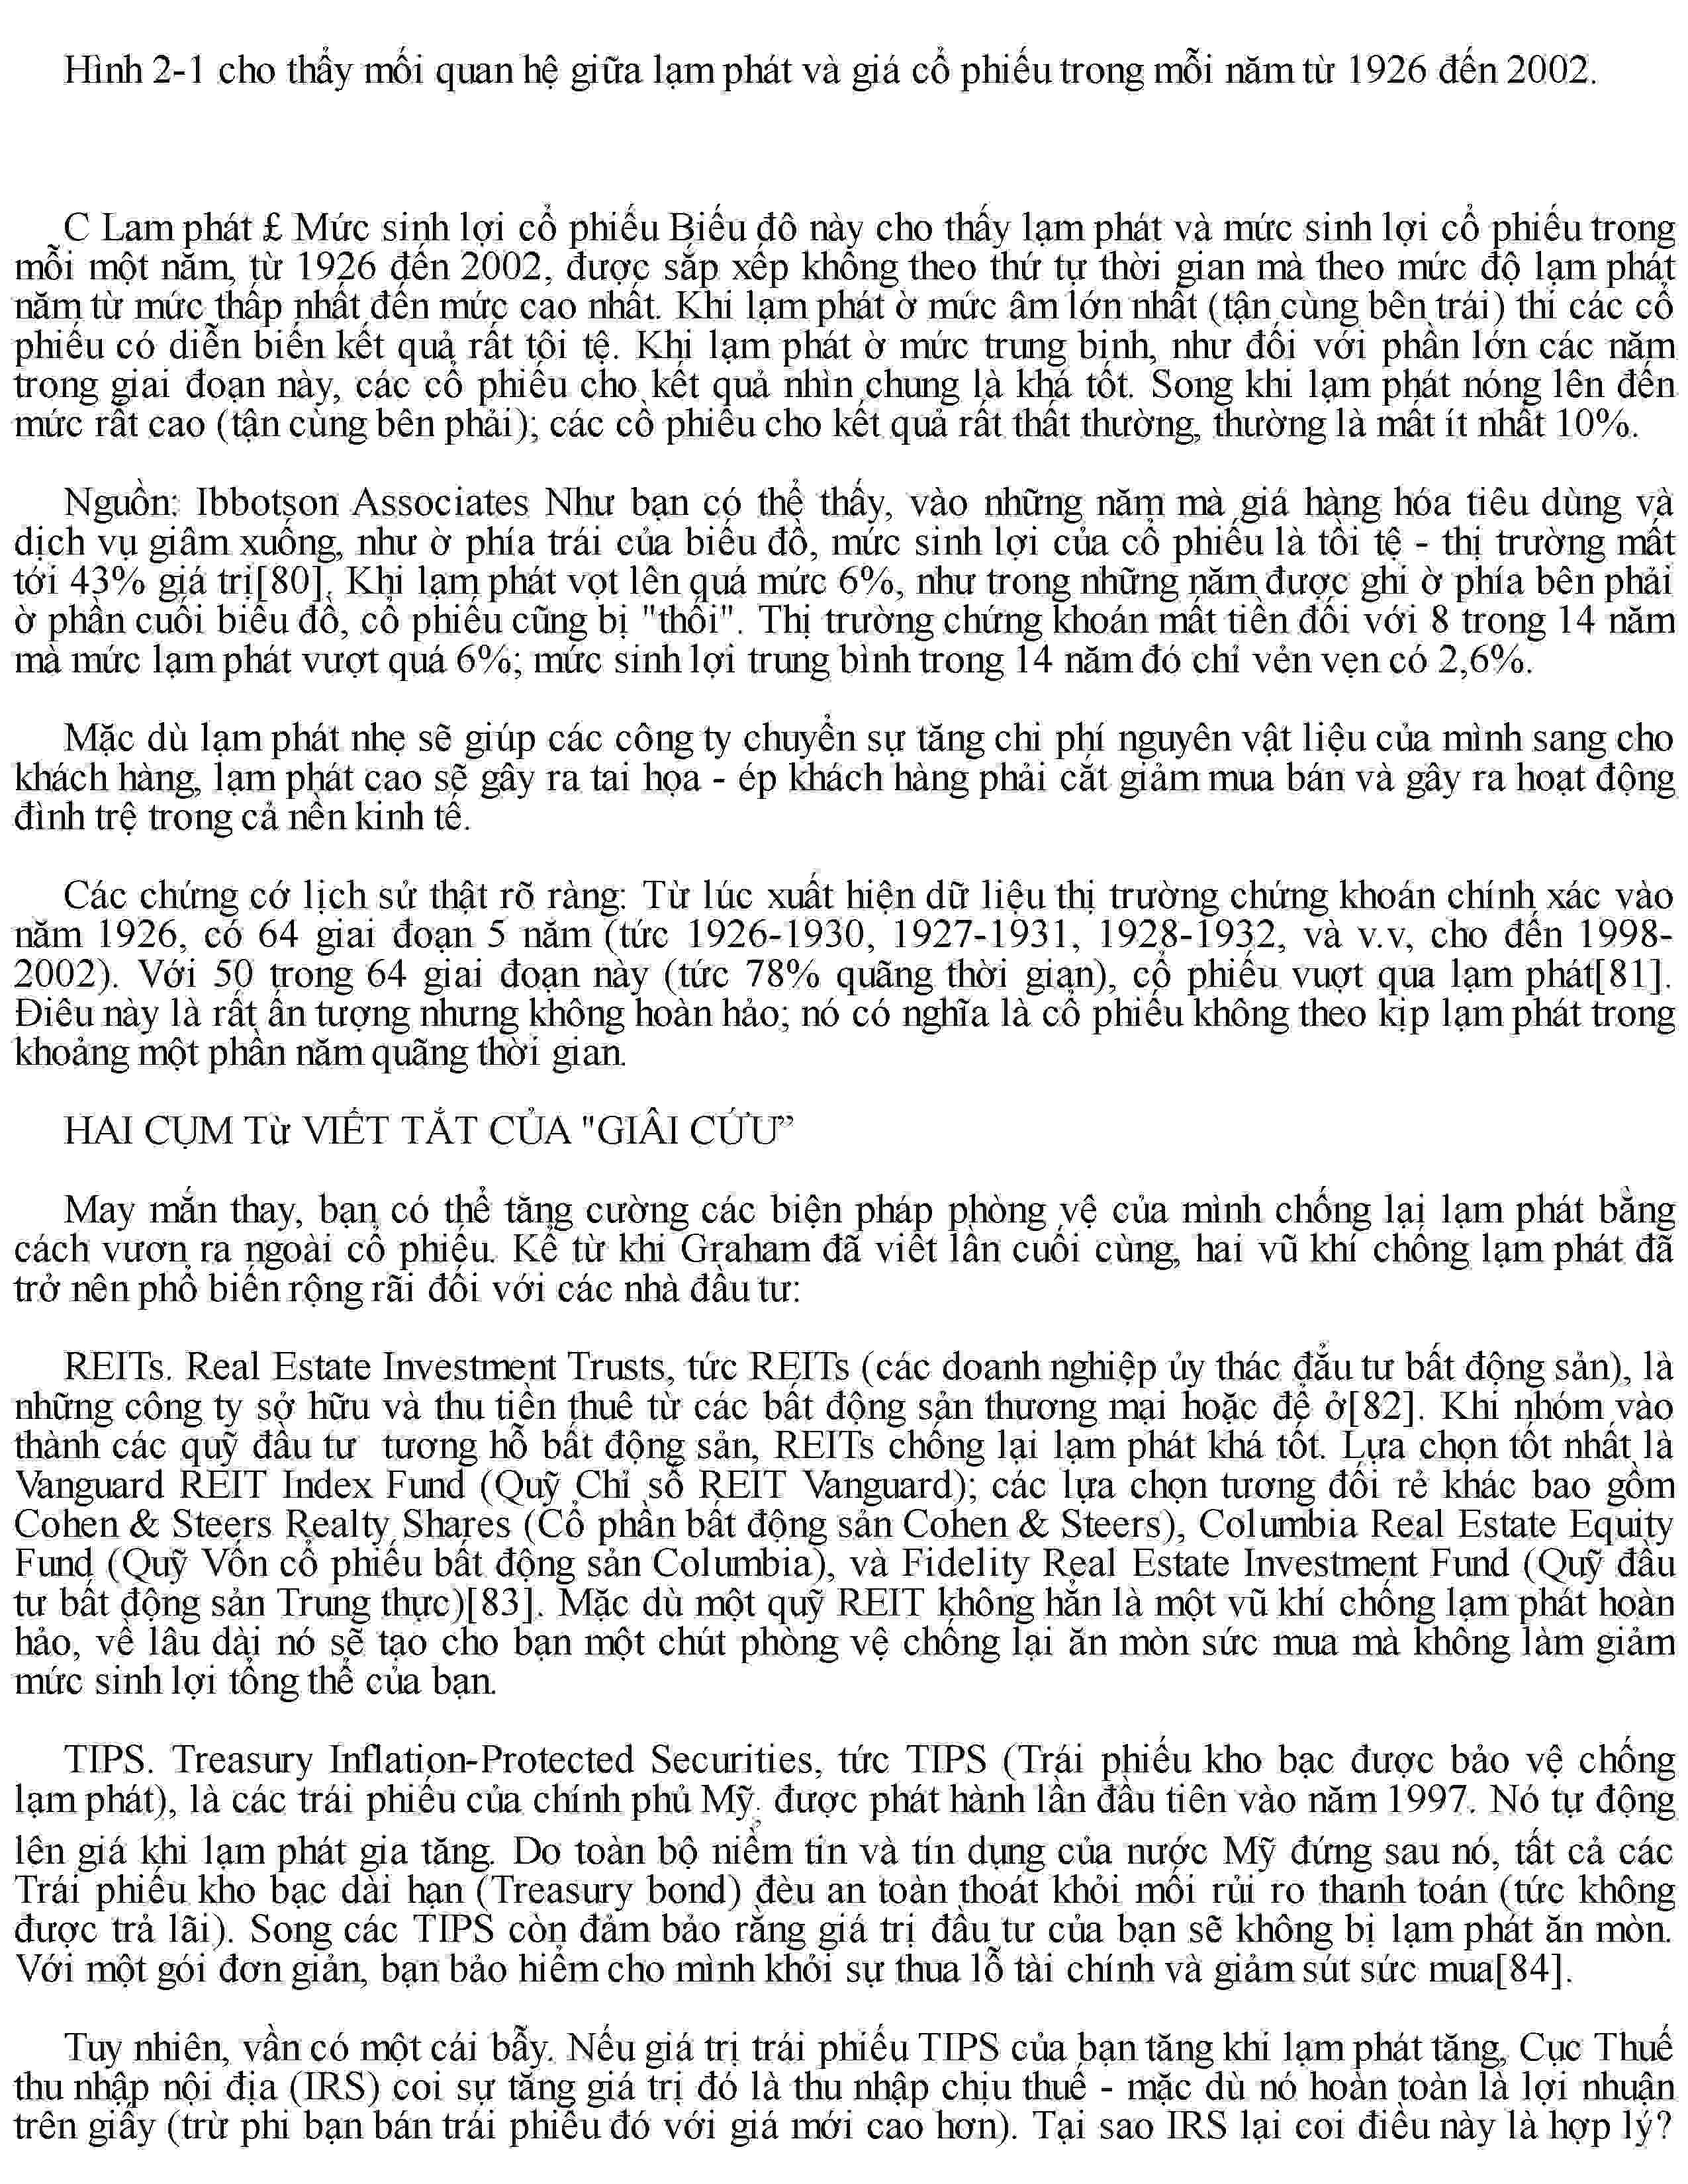 Hình 2-1 cho thẩy mối quan hệ giữa lạm phát và giá cổ phiếu trong mỗi năm từ 1926 đến 2002.
C Lam phát £ Mức sinh lợi cổ phiếu Biếu đô này cho thấy lạm phát và mức sinh lợi cổ phiếu trong
mỗi một năm, từ 1926 đến 2002, được sắp xếp không theo thứ tự thời gian mà theo mức độ lạm phát
năm từ mức thấp nhất đến mức cao nhất. Khi lạm phát ờ mức âm lớn nhất (tận cùng bên trái) thi các cổ
phiếu có diễn biến kết quả rất tồi tệ. Khi lạm phát ờ mức trung binh, như đối với phần lớn các năm
trong giai đoạn này, các cổ phiếu cho kết quả nhìn chung là khá tốt. Song khi lạm phát nóng lên đến
mức rất cao (tận cùng bên phải); các cồ phiếu cho kết quả rất thất thường, thường là mất ít nhất 10%.
Nguồn: Ibbotson Associates Như bạn có thể thấy, vào những năm mà giá hàng hóa tiêu dùng và
dịch vụ giâm xuống, như ờ phía trái của biếu đồ, mức sinh lợi của cổ phiếu là tồi tệ - thị trường mất
tới 43% giá trị[80]. Khi lạm phát vọt lên quá mức 6%, như trong những năm được ghi ờ phía bên phải
ờ phần cuối biểu đồ, cổ phiếu cũng bị "thối". Thị trường chứng khoán mất tiền đối với 8 trong 14 năm
mà mức lạm phát vượt quá 6%; mức sinh lợi trung bình trong 14 năm đó chỉ vẻn vẹn có 2,6%.
Mặc dù lạm phát nhẹ sẽ giúp các công ty chuyển sự tăng chi phí nguyên vật liệu của mình sang cho
khách hàng, lạm phát cao sẽ gây ra tai họa - ép khách hàng phải cắt giảm mua bán và gây ra hoạt động
đình trệ trong cả nền kinh tế.
Các chứng cớ lịch sử thật rõ ràng: Từ lúc xuất hiện dữ liệu thị trường chứng khoán chính xác vào
năm 1926, có 64 giai đoạn 5 năm (tức 1926-1930, 1927-1931, 1928-1932, và v.v, cho đến 1998-
2002). Với 50 trong 64 giai đoạn này (tức 78% quãng thời gian), cổ phiếu vượt qua lạm phát[81].
Điêu này là rất ấn tượng nhưng không hoàn hảo; nó có nghĩa là cổ phiếu không theo kịp lạm phát trong
khoảng một phần năm quãng thời gian.
HAI CỤM Từ VIẾT TẮT CỦA "GIÂI CỨU”
May mắn thay, bạn có thể tăng cường các biện pháp phòng vệ của mình chống lại lạm phát bằng
cách vươn ra ngoài cổ phiếu. Kể từ khi Graham đã viết lần cuối cùng, hai vũ khí chống lạm phát đã
trở nên phổ biến rộng rãi đối với các nhà đầu tư:
REITs. Real Estate Investment Trusts, tức REITs (các doanh nghiệp ủy thác đẩu tư bất động sản), là
những công ty sở hữu và thu tiền thuê từ các bất động sản thương mại hoặc để ở[82]. Khi nhóm vào
thành các quỹ đầu tư tương hỗ bất động sản, REITs chống lại lạm phát khá tốt. Lựa chọn tốt nhất là
Vanguard REIT Index Fund (Quỹ Chỉ số REIT Vanguard); các lựa chọn tương đối rẻ khác bao gồm
Cohen & Steers Realty Shares (Cổ phần bất động sản Cohen & Steers), Columbia Real Estate Equity
Fund (Quỹ Vốn cổ phiếu bất động sản Columbia), và Fidelity Real Estate Investment Fund (Quỹ đầu
tư bất động sản Trung thực)[83]. Mặc dù một quỹ REIT không hẳn là một vũ khí chống lạm phát hoàn
hảo, về lâu dài nó sẽ tạo cho bạn một chút phòng vệ chống lại ăn mòn sức mua mà không làm giảm
mức sinh lợi tổng thể của bạn.
TIPS. Treasury Inflation-Protected Securities, tức TIPS (Trái phiếu kho bạc được bảo vệ chống
lạm phát), là các trái phiếu của chính phủ Mỹ, được phát hành lần đầu tiên vào năm 1997. Nó tự động
lên giá khi lạm phát gia tăng. Do toàn bộ niềm tin và tín dụng của nước Mỹ đứng sau nó, tất cả các
Trái phiếu kho bạc dài hạn (Treasury bond) đèu an toàn thoát khỏi mối rủi ro thanh toán (tức không
được trả lãi). Song các TIPS còn đảm bảo rằng giá trị đầu tư của bạn sẽ không bị lạm phát ăn mòn.
Với một gói đơn giản, bạn bảo hiểm cho mình khỏi sự thua lỗ tài chính và giảm sút sức mua[84].
Tuy nhiên, vần có một cái bẫy. Nếu giá trị trái phiếu TIPS của bạn tăng khi lạm phát tăng, Cục Thuế
thu nhập nội địa (IRS) coi sự tăng giá trị đó là thu nhập chịu thuế - mặc dù nó hoàn toàn là lợi nhuận
trên giấy (trừ phi bạn bán trái phiếu đó với giá mới cao hơn). Tại sao IRS lại coi điều này là hợp lý?